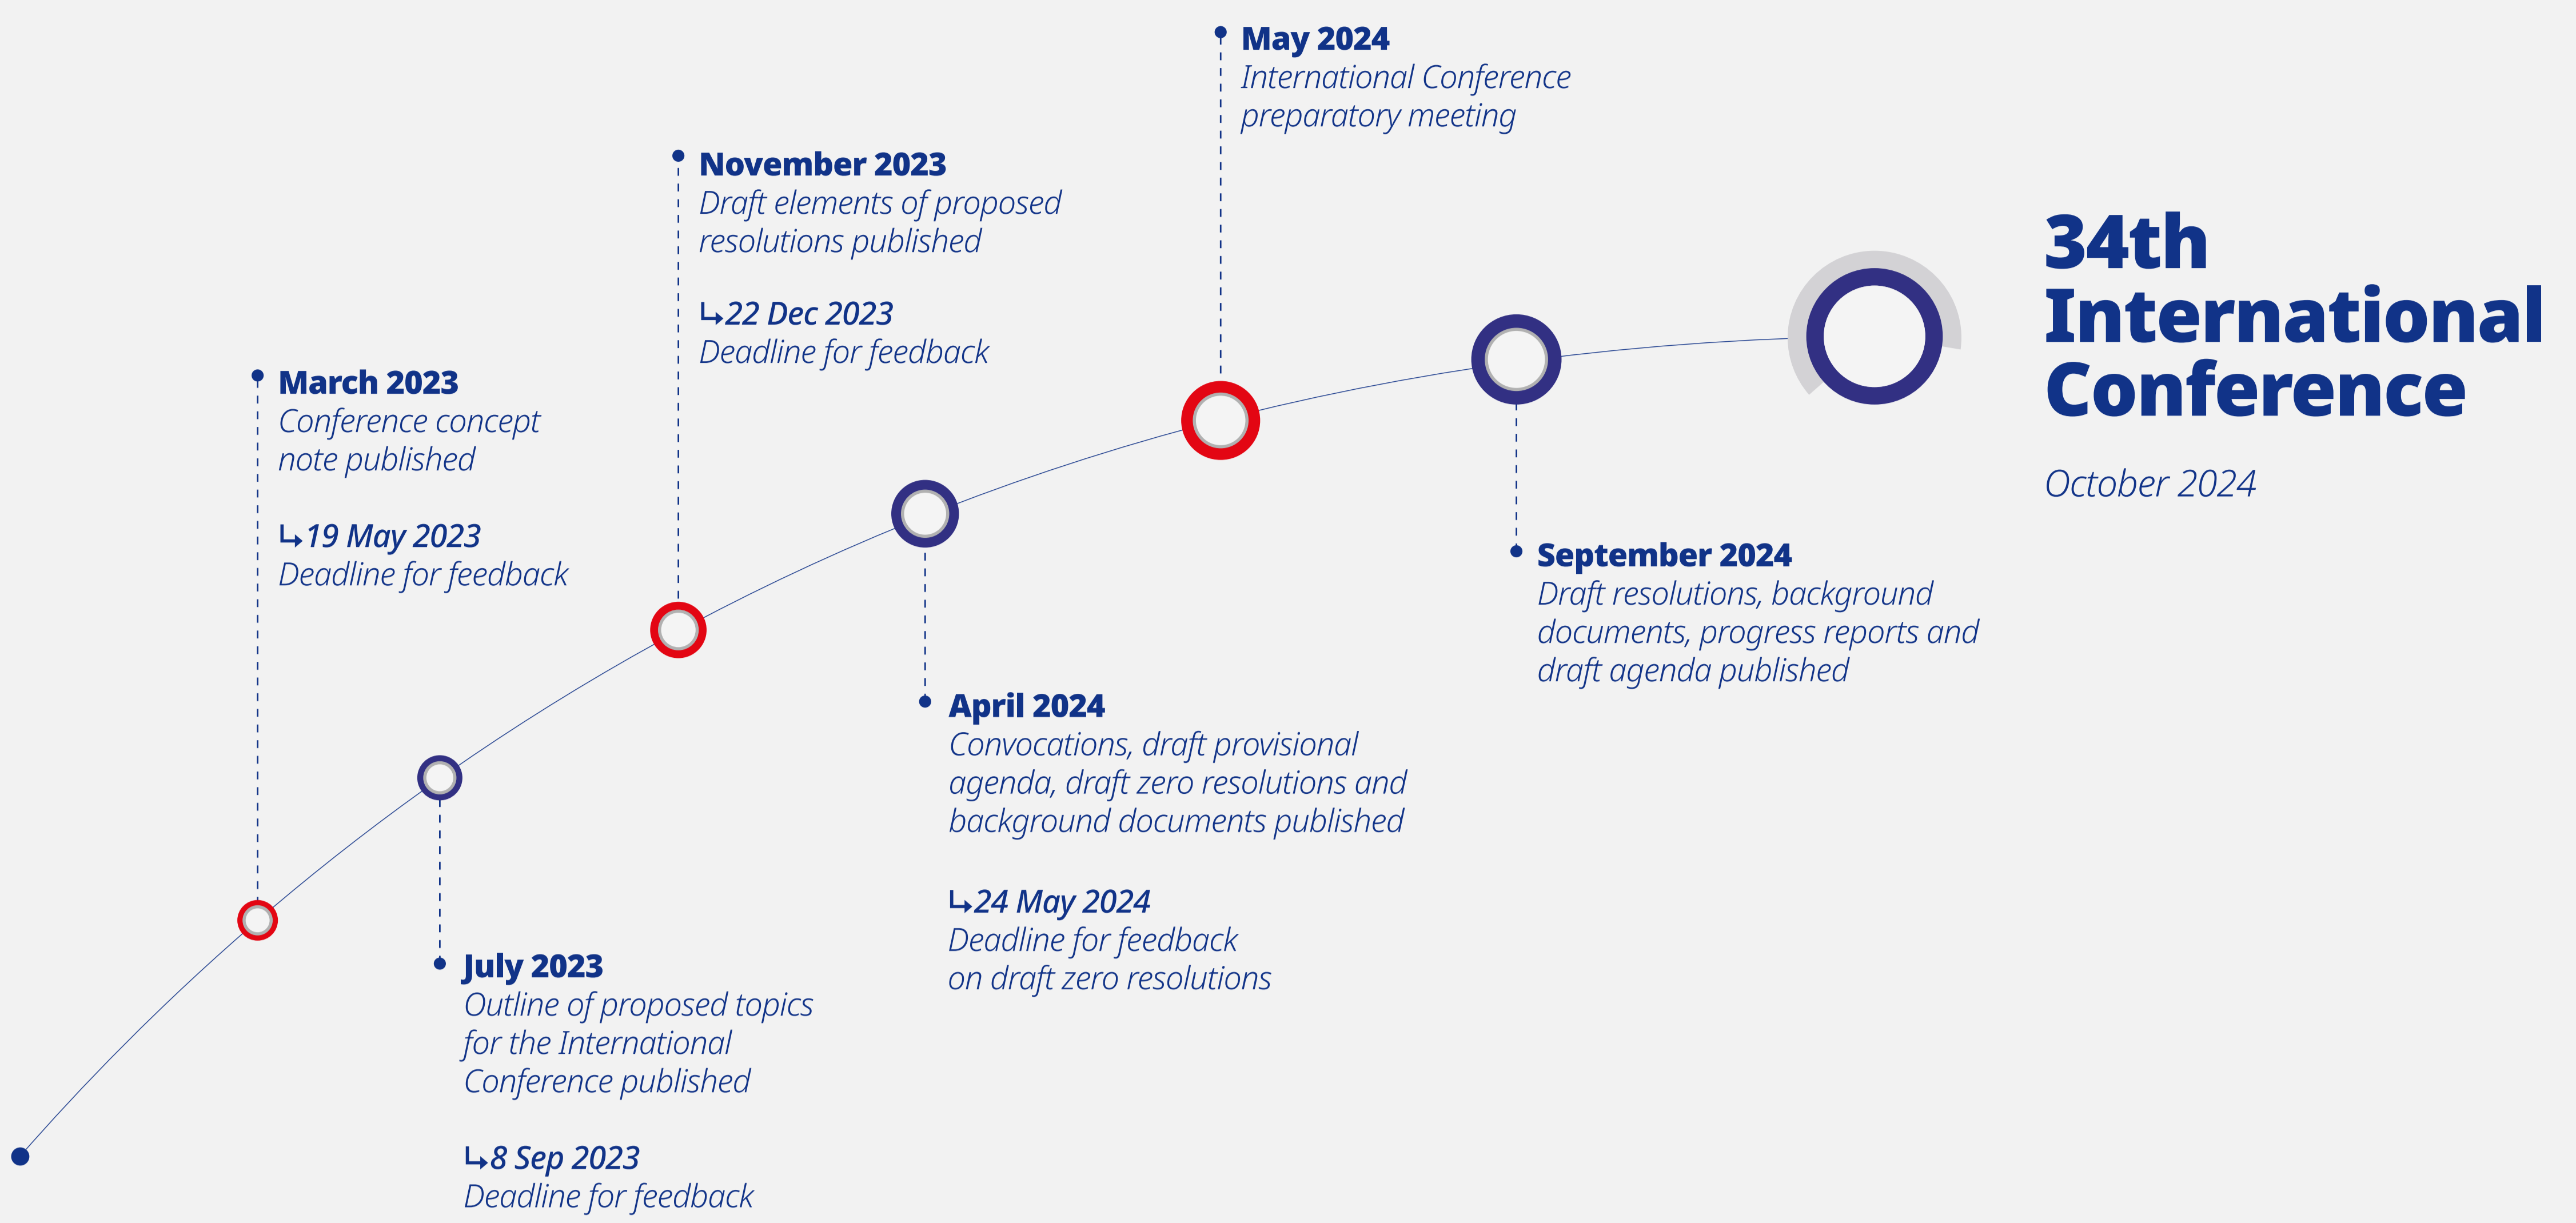 March 2023
Conference concept
note published
↳19 May 2023
Deadline for feedback
July 2023
Outline of proposed topics
for the International
Conference published
↳8 Sep 2023
Deadline for feedback
November 2023
Draft elements of proposed
resolutions published
↳22 Dec 2023
Deadline for feedback
April 2024
Convocations, draft provisional
agenda, draft zero resolutions and
background documents published
↳24 May 2024
Deadline for feedback
on draft zero resolutions
May 2024
International Conference
preparatory meeting
September 2024
Draft resolutions, background
documents, progress reports and
draft agenda published
34th
International
Conference
October 2024